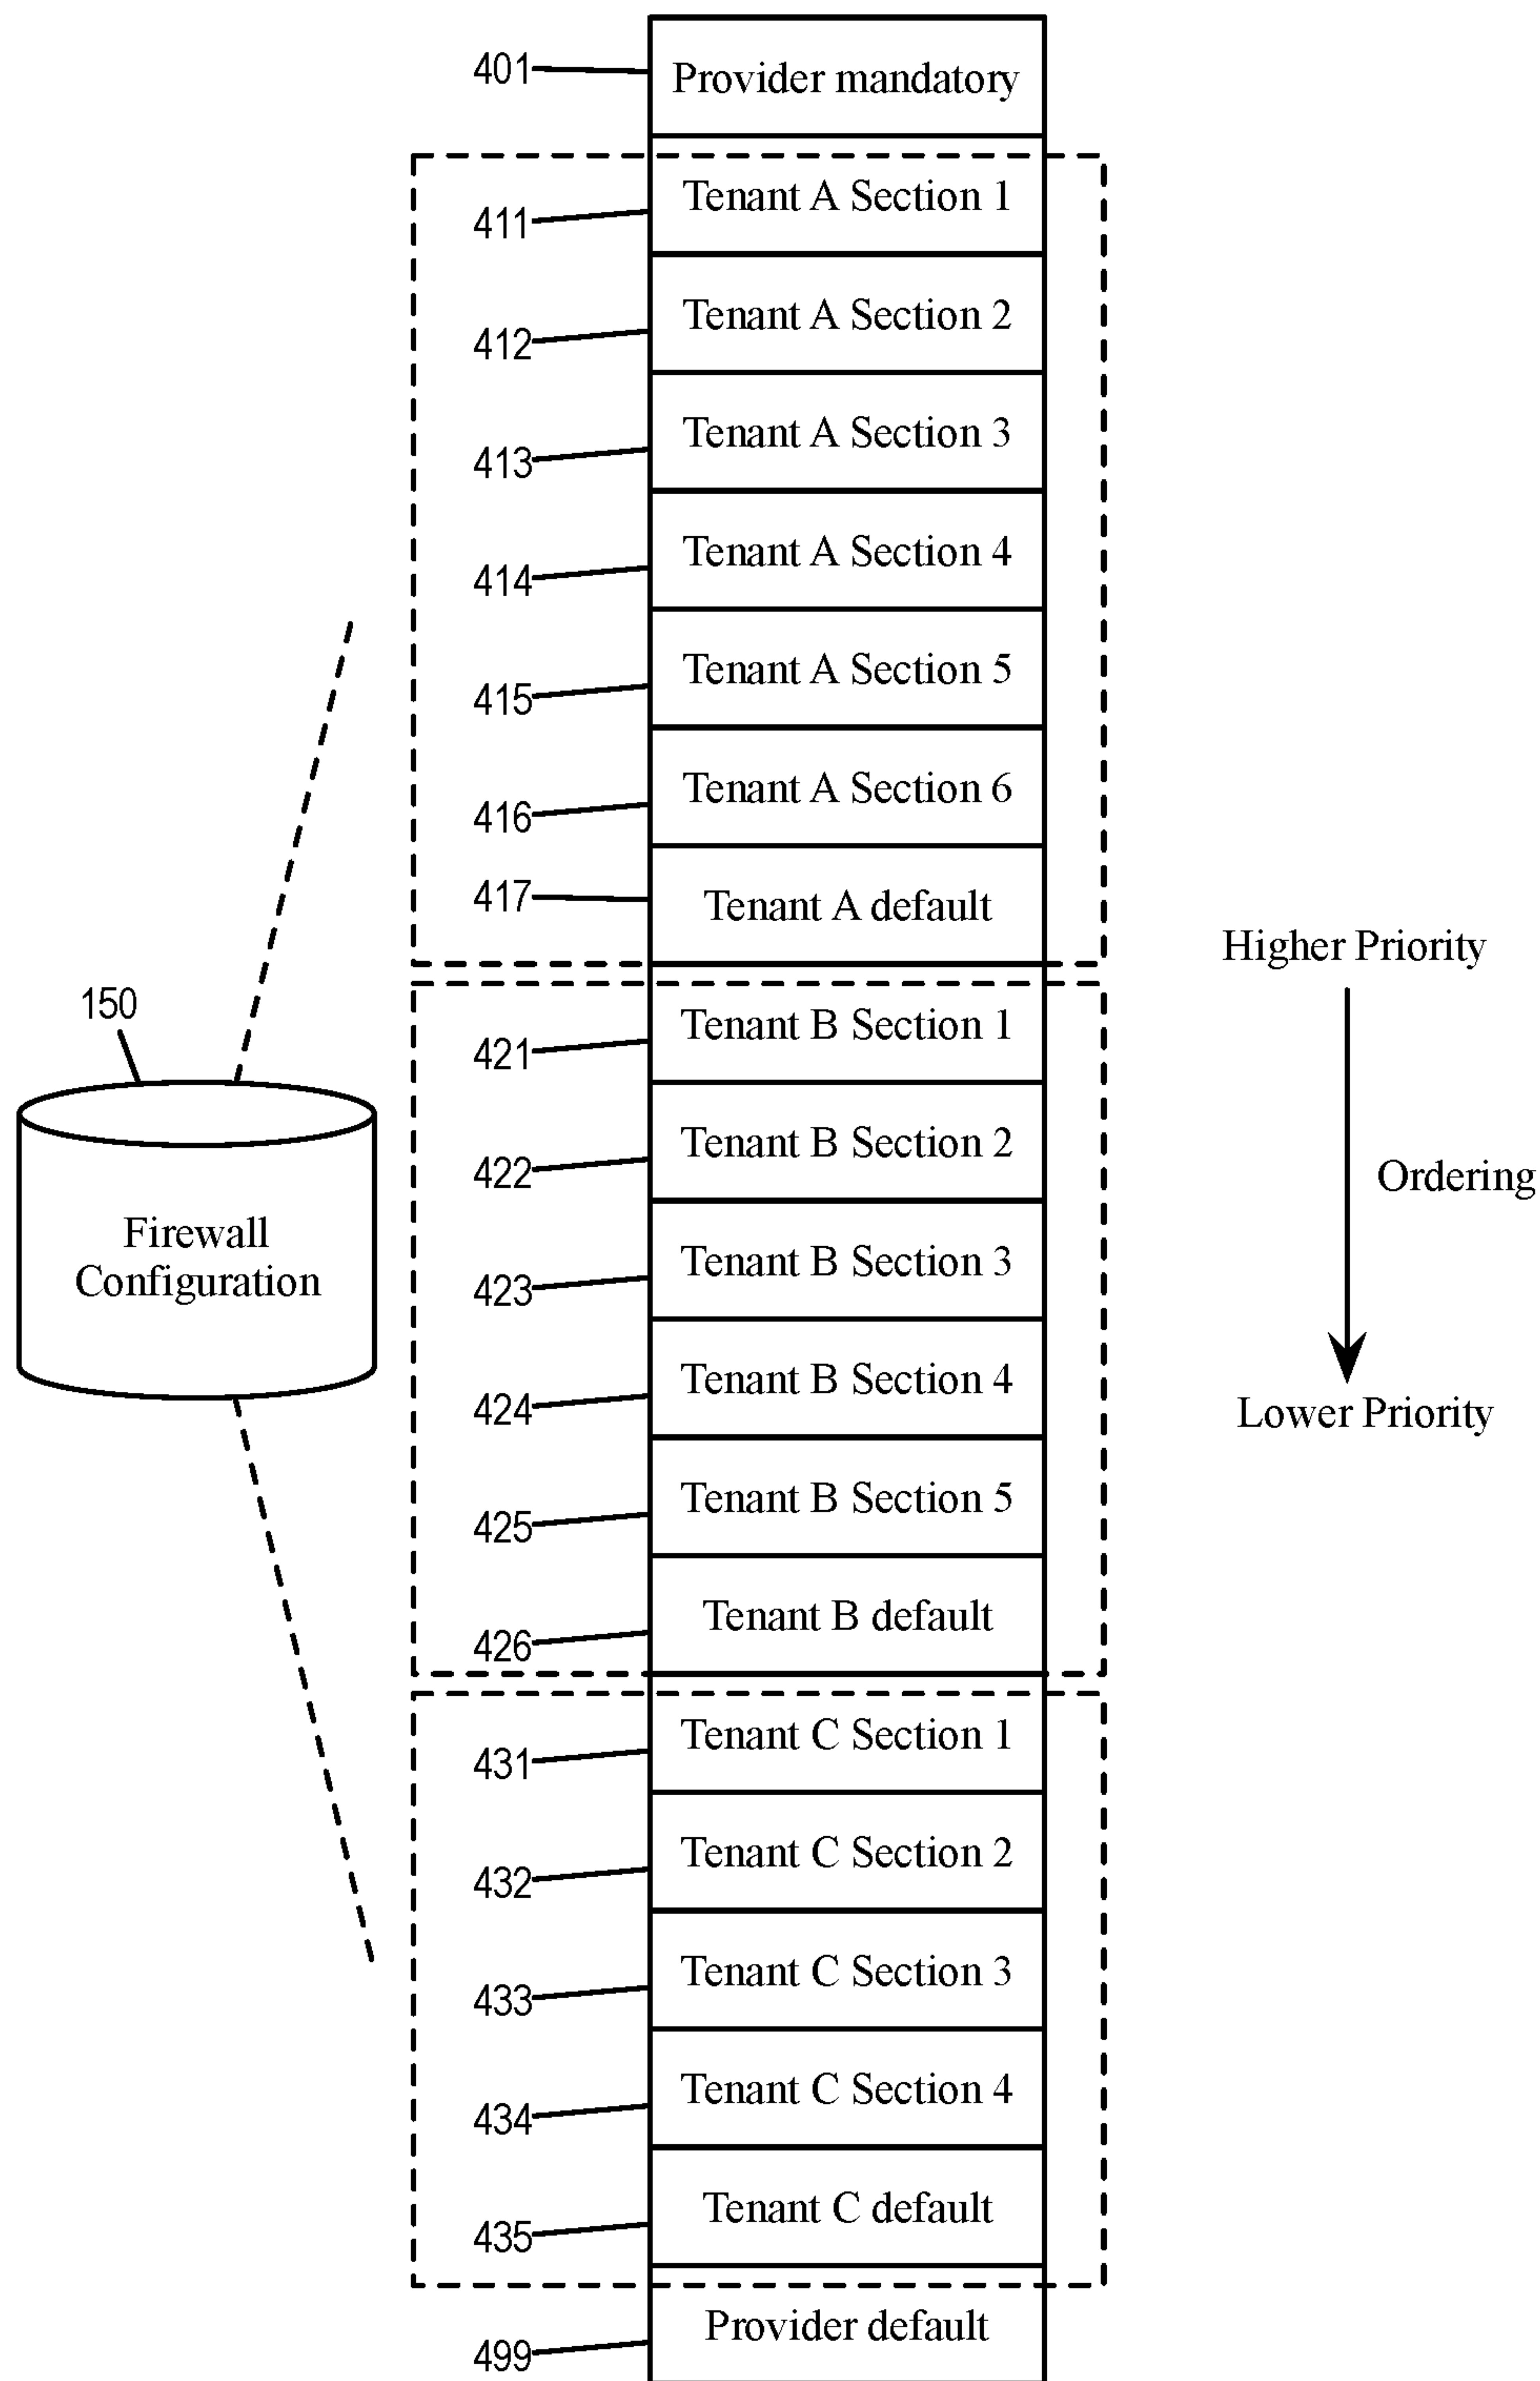 401
Provider mandatory
Tenant A Section 1
411
Tenant A Section 2
412
Tenant A Section 3
413
Tenant A Section 4
414
Tenant A Section 5
415
Tenant A Section 6
416
417
Tenant A default
Higher Priority
150
Tenant B Section 1
421
Tenant B Section 2
422
Ordering
Firewall
Configuration
Tenant B Section 3
423
Tenant B Section 4
424
Lower Priority
Tenant B Section 5
425
Tenant B default
426
Tenant C Section 1
431
Tenant C Section 2
432
Tenant C Section 3
433
Tenant C Section 4
434
Tenant C default
435
Provider default
499